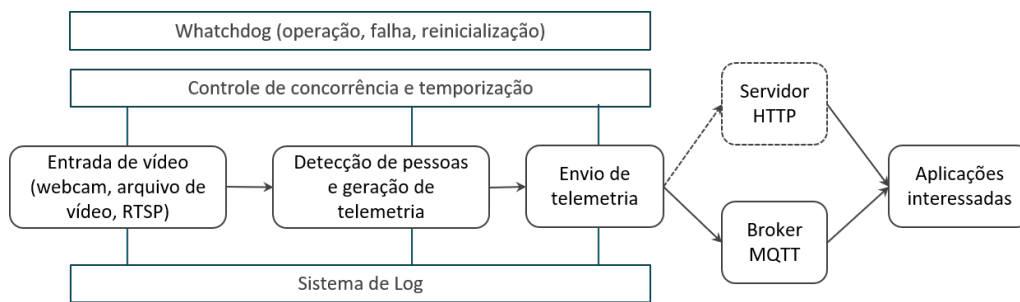 Whatchdog (operação, falha, reinicialização)
Controle de concorrência e temporização
Entrada de vídeo
(webcam, arquivo de
vídeo, RTSP)
Detecção de pessoas
e geração de
telemetria
Envio de
telemetria
Servidor
HTTP
Broker
MQTT
Aplicações
interessadas
Sistema de Log